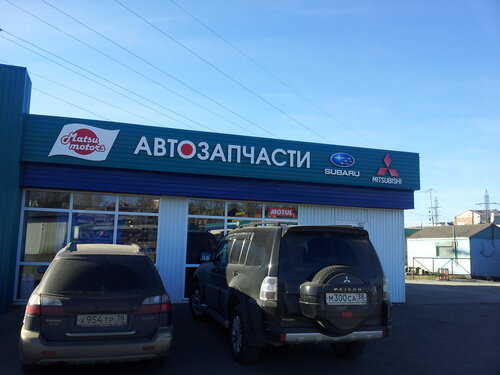 Matsu
motors
АВТОЗАПЧАСТИ
SUBARU
MITSUBISHI
MOTUL
PAJERO
Х 954 ТР 38
М 300 СА 38